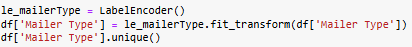 le_mailerType = LabelEncoder()
df['Mailer Type'] = le_mailerType.fit_transform(df['Mailer Type'])
df['Mailer Type'].unique()